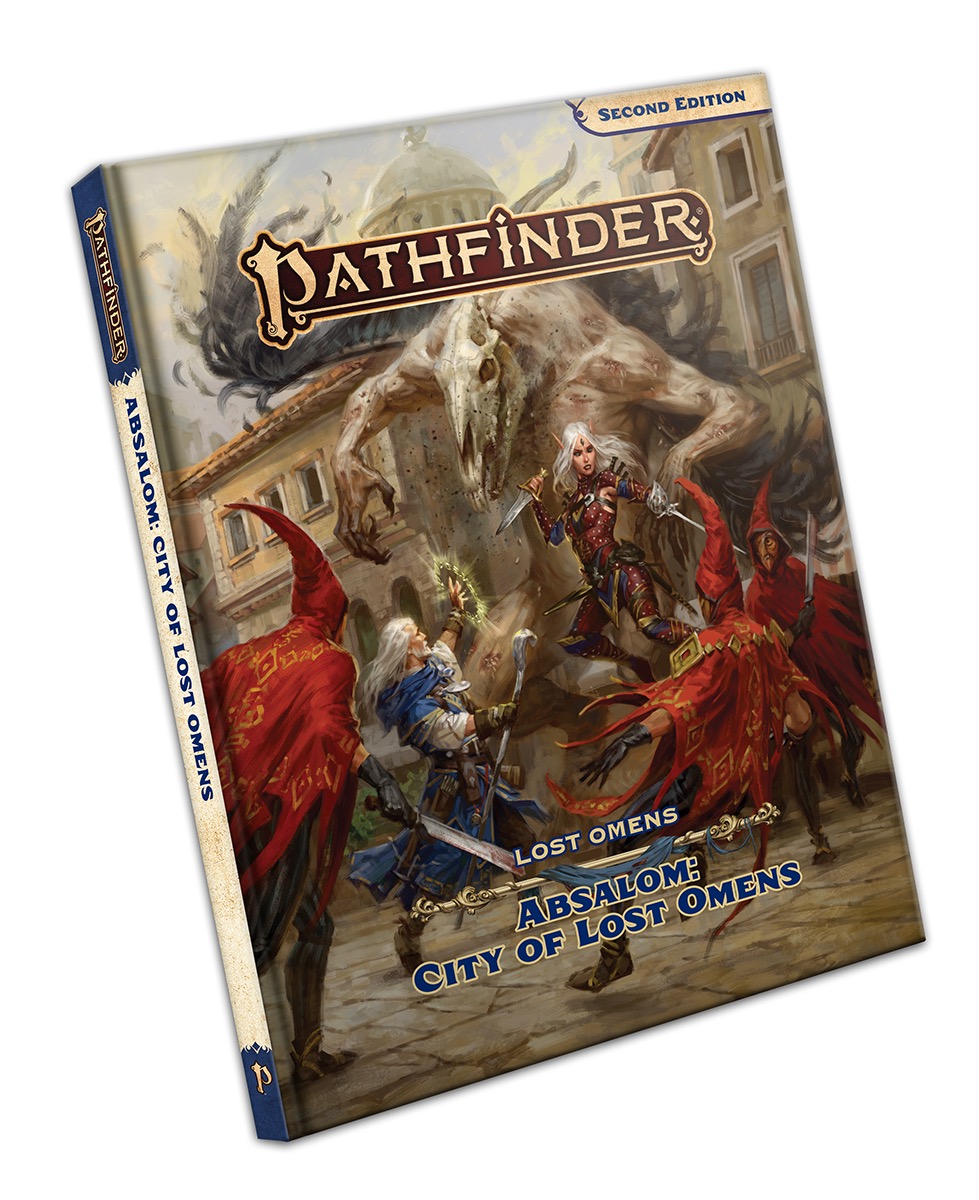 SECOND EDITION
PATHFINDER®
LOST OMENS
ABSALOM:
CITY OF LOST OMENS
PATHFINDER
ABSALOM: CITY OF LOST OMENS
P